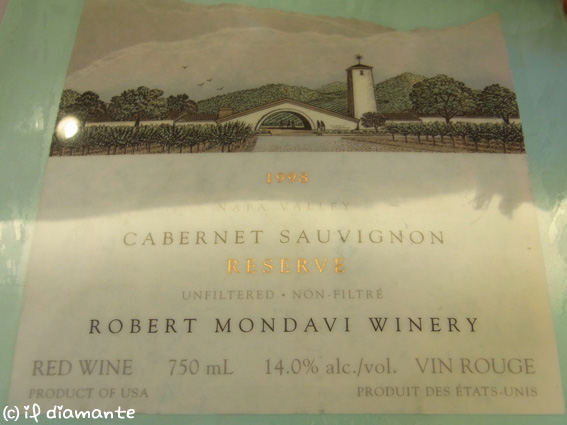 1998
NAPA VALLEY
CABERNET SAUVIGNON
RESERVE
UNFILTERED • NON-FILTRÉ
ROBERT MONDAVI WINERY
RED WINE 750 mL 14.0% alc./vol. VIN ROUGE
PRODUCT OF USA PRODUIT DES ÉTATS-UNIS
(c) if diamante